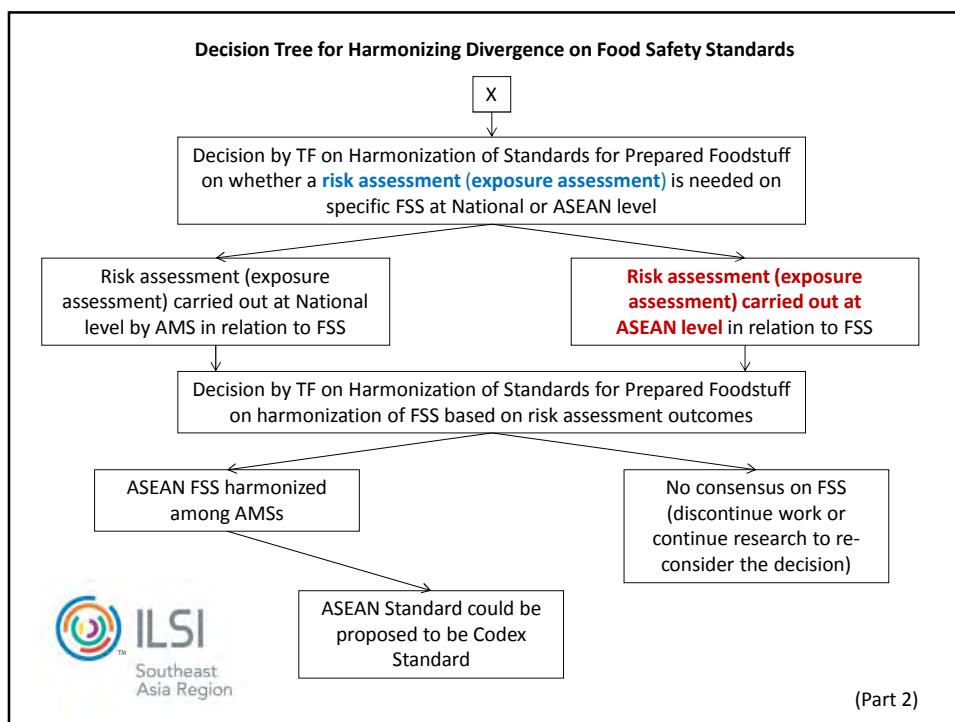 Decision Tree for Harmonizing Divergence on Food Safety Standards
X
Decision by TF on Harmonization of Standards for Prepared Foodstuff
on whether a risk assessment (exposure assessment) is needed on
specific FSS at National or ASEAN level
Risk assessment (exposure
assessment) carried out at National
level by AMS in relation to FSS
Risk assessment (exposure
assessment) carried out at
ASEAN level in relation to FSS
Decision by TF on Harmonization of Standards for Prepared Foodstuff
on harmonization of FSS based on risk assessment outcomes
ASEAN FSS harmonized
among AMSs
No consensus on FSS
(discontinue work or
continue research to re-
consider the decision)
ASEAN Standard could be
proposed to be Codex
Standard
TM
ILSI
Southeast
Asia Region
(Part 2)